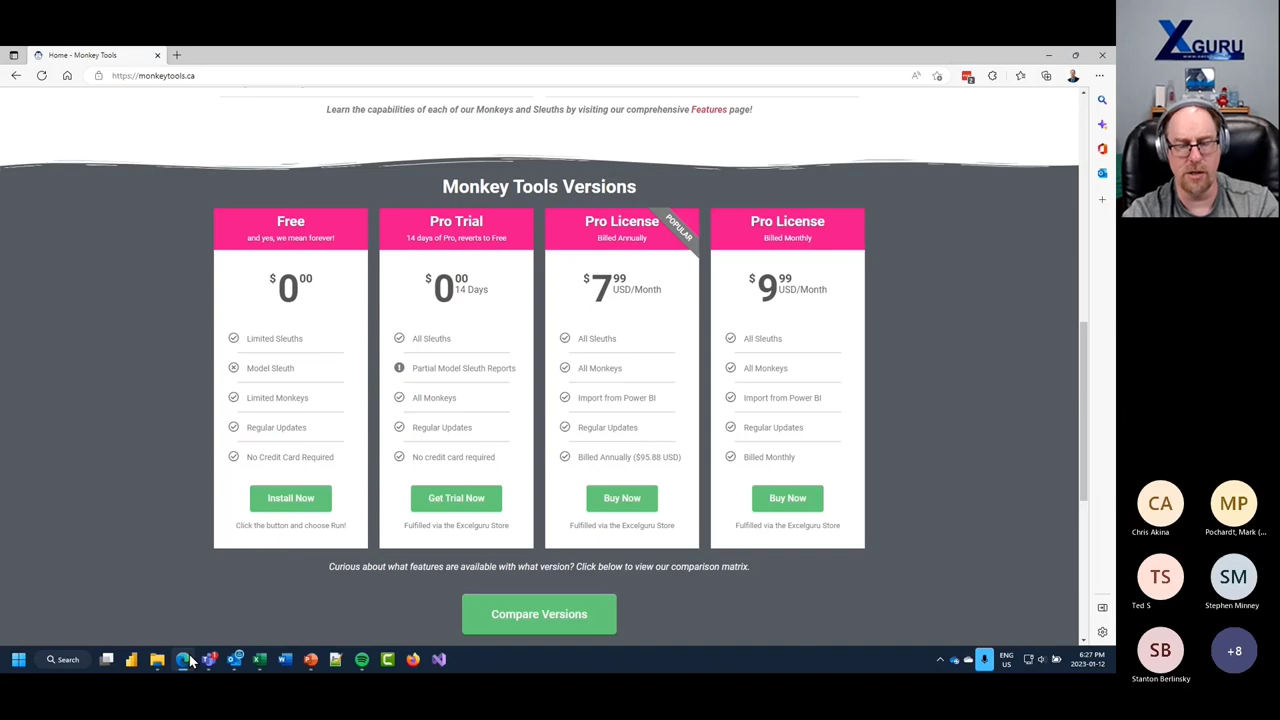 Home - Monkey Tools
https://monkeytools.ca
Learn the capabilities of each of our Monkeys and Sleuths by visiting our comprehensive Features page!
Monkey Tools Versions
Free
and yes, we mean forever!
$ 0 00
Limited Sleuths
Model Sleuth
Limited Monkeys
Regular Updates
No Credit Card Required
Install Now
Click the button and choose Run!
Pro Trial
14 days of Pro, reverts to Free
$ 0 00
14 Days
All Sleuths
Partial Model Sleuth Reports
All Monkeys
Regular Updates
No credit card required
Get Trial Now
Fulfilled via the Excelguru Store
Pro License
POPULAR
Billed Annually
$ 7 99
USD/Month
All Sleuths
All Monkeys
Import from Power BI
Regular Updates
Billed Annually ($95.88 USD)
Buy Now
Fulfilled via the Excelguru Store
Pro License
Billed Monthly
$ 9 99
USD/Month
All Sleuths
All Monkeys
Import from Power BI
Regular Updates
Billed Monthly
Buy Now
Fulfilled via the Excelguru Store
Curious about what features are available with what version? Click below to view our comparison matrix.
Compare Versions
Search
ENG
US
6:27 PM
2023-01-12
XGURU
CA
Chris Akina
MP
Pochardt, Mark (...
TS
Ted S
SM
Stephen Minney
SB
Stanton Berlinsky
+8